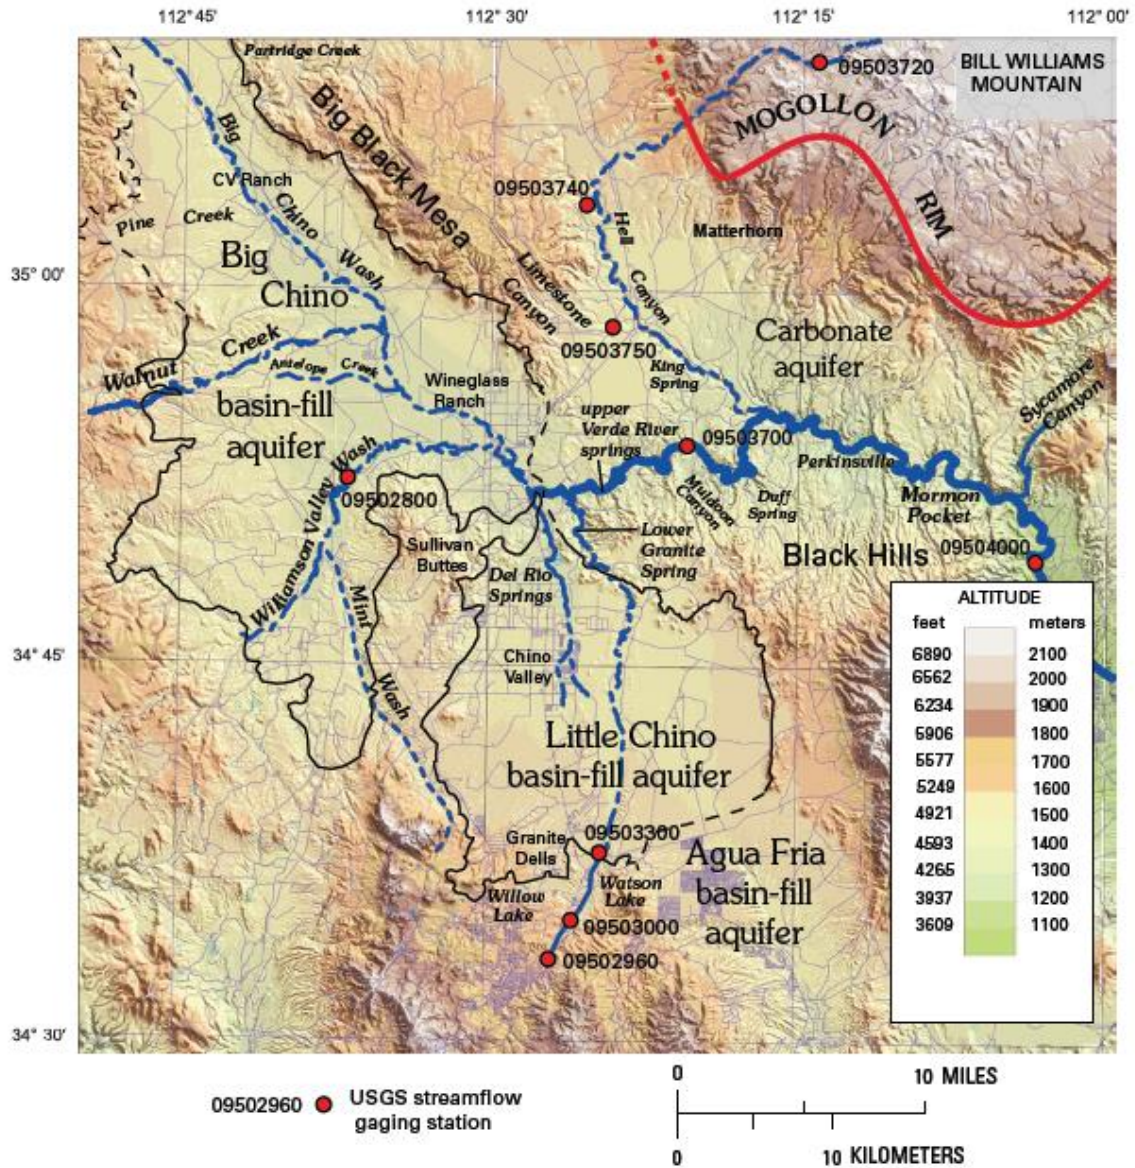 112° 45'
112° 30'
112° 15'
112° 00'
Partridge Creek
09503720
BILL WILLIAMS
MOUNTAIN
MOGOLLON
RIM
Big Black Mesa
Big
Chino
Wash
CV Ranch
Pine Creek
09503740
Hell
Canyon
Matterhorn
35° 00'
Big
Chino
basin-fill
aquifer
Limestone
Canyon
09503750
King
Spring
Carbonate
aquifer
Walnut Creek
Antelope Creek
Wineglass
Ranch
Sycamore
Canyon
upper
Verde River
springs
09503700
Perkinsville
Muldoon
Canyon
Duff
Spring
Mormon
Pocket
Williamson Valley Wash
09502800
Sullivan
Buttes
Lower
Granite
Spring
Black Hills
09504000
Del Rio
Springs
Mint
Wash
34° 45'
Chino
Valley
Little Chino
basin-fill aquifer
09503300
Granite
Dells
Watson
Lake
Willow
Lake
Agua Fria
basin-fill
aquifer
09503000
09502960
34° 30'
ALTITUDE
feet meters
6890 2100
6562 2000
6234 1900
5906 1800
5577 1700
5249 1600
4921 1500
4593 1400
4265 1300
3937 1200
3609 1100
09502960 USGS streamflow
gaging station
0 10 MILES
0 10 KILOMETERS